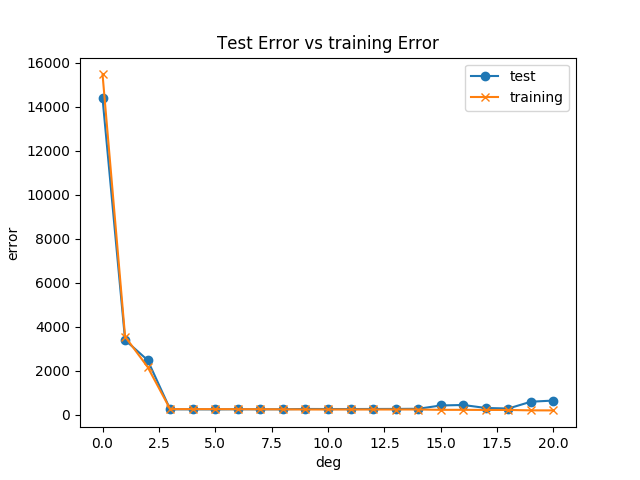 Test Error vs training Error
test
training
error
16000
14000
12000
10000
8000
6000
4000
2000
0
0.0 2.5 5.0 7.5 10.0 12.5 15.0 17.5 20.0
deg